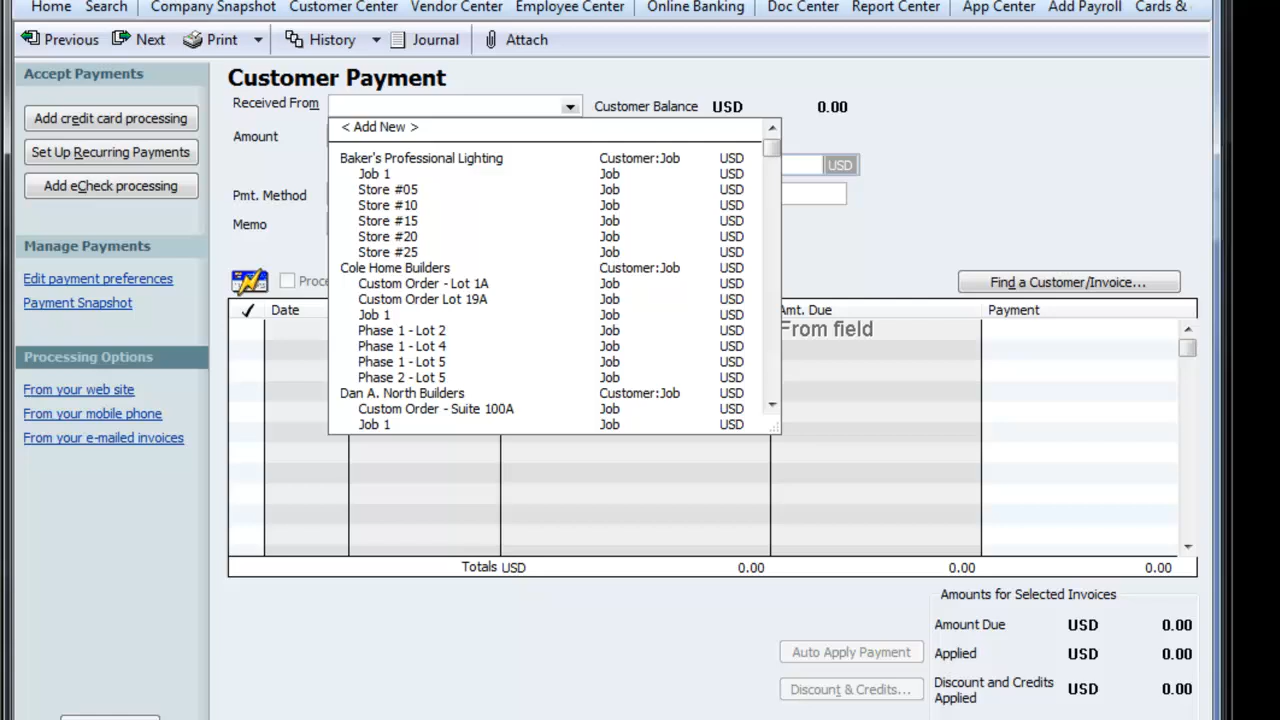 Home Search Company Snapshot Customer Center Vendor Center Employee Center Online Banking Doc Center Report Center App Center Add Payroll Cards &
Previous Next Print History Journal Attach
Accept Payments
Add credit card processing
Set Up Recurring Payments
Add eCheck processing
Manage Payments
Edit payment preferences
Payment Snapshot
Processing Options
From your web site
From your mobile phone
From your e-mailed invoices
Customer Payment
Received From Customer Balance USD 0.00
Amount
USD
Pmt. Method
Memo
< Add New >
Baker's Professional Lighting Customer:Job USD
Job 1 Job USD
Store #05 Job USD
Store #10 Job USD
Store #15 Job USD
Store #20 Job USD
Store #25 Job USD
Cole Home Builders Customer:Job USD
Custom Order - Lot 1A Job USD
Custom Order Lot 19A Job USD
Job 1 Job USD
Phase 1 - Lot 2 Job USD
Phase 1 - Lot 4 Job USD
Phase 1 - Lot 5 Job USD
Phase 2 - Lot 5 Job USD
Dan A. North Builders Customer:Job USD
Custom Order - Suite 100A Job USD
Job 1 Job USD
Find a Customer/Invoice...
Date Amt. Due Payment
From field
Totals USD 0.00 0.00 0.00
Amounts for Selected Invoices
Amount Due USD 0.00
Auto Apply Payment Applied USD 0.00
Discount & Credits... Discount and Credits Applied USD 0.00